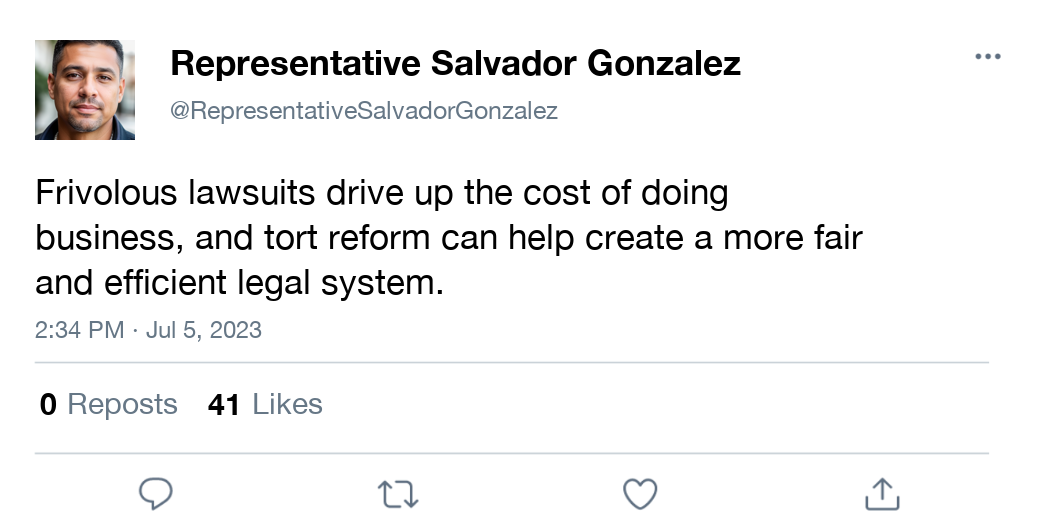 Representative Salvador Gonzalez
@RepresentativeSalvadorGonzalez
Frivolous lawsuits drive up the cost of doing
business, and tort reform can help create a more fair
and efficient legal system.
2:34 PM · Jul 5, 2023
0 Reposts 41 Likes